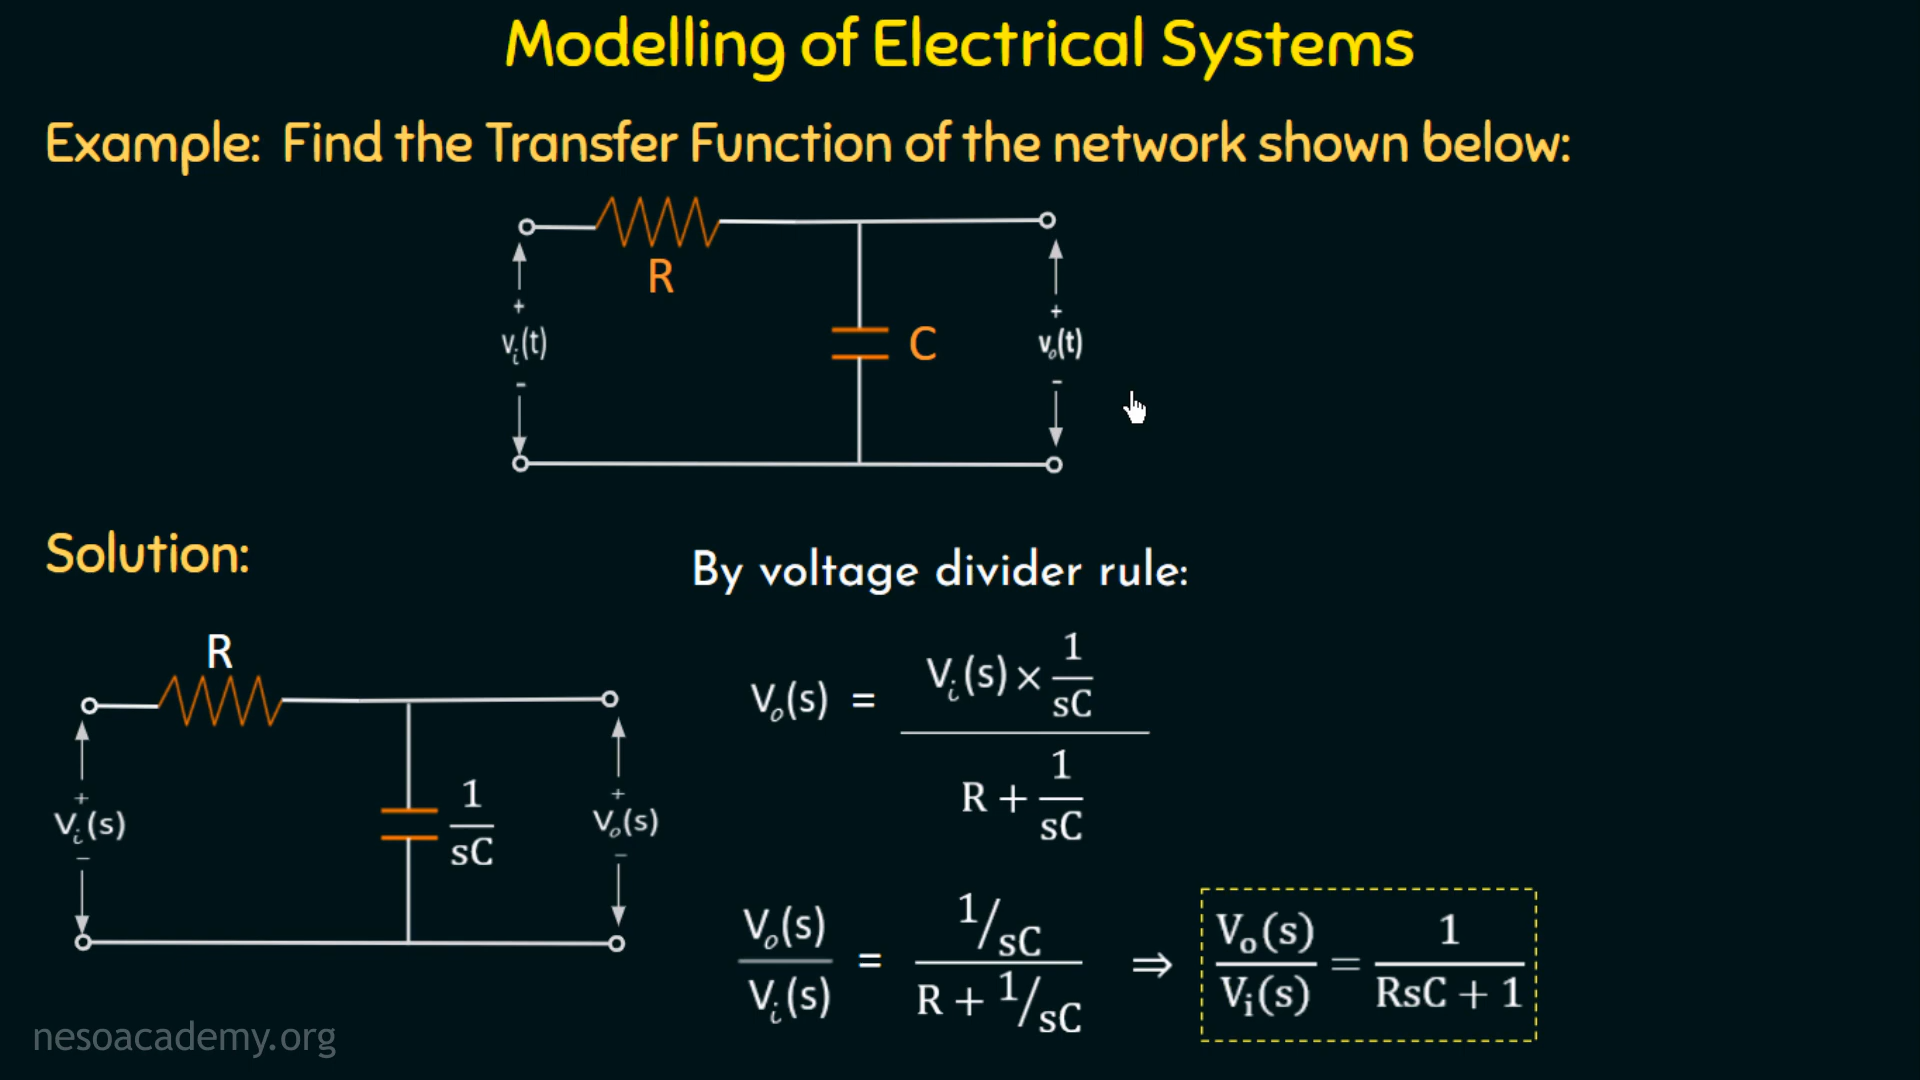 Modelling of Electrical Systems
Example: Find the Transfer Function of the network shown below:
R
+
vᵢ(t)
-
C
+
vₒ(t)
-
Solution:
R
+
Vᵢ(s)
−
1
sC
+
Vₒ(s)
−
By voltage divider rule:
Vₒ(s) = (Vᵢ(s) × 1/sC) / (R + 1/sC)
Vₒ(s)/Vᵢ(s) = (1/sC) / (R + 1/sC) ⇒ Vₒ(s)/Vᵢ(s) = 1/(RsC + 1)
nesoacademy.org